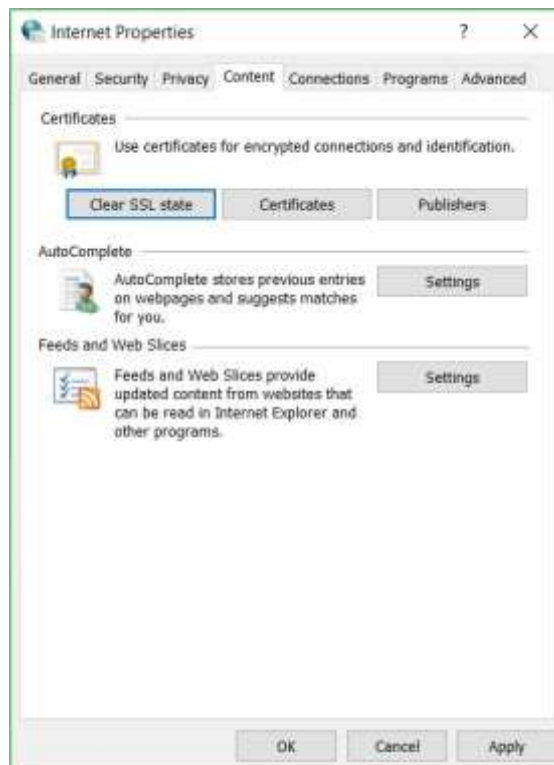 Internet Properties ?
General Security Privacy Content Connections Programs Advanced
Certificates
Use certificates for encrypted connections and identification.
Clear SSL state Certificates Publishers
AutoComplete
AutoComplete stores previous entries
on webpages and suggests matches
for you.
Settings
Feeds and Web Slices
Feeds and Web Slices provide
updated content from websites that
can be read in Internet Explorer and
other programs.
Settings
OK Cancel Apply